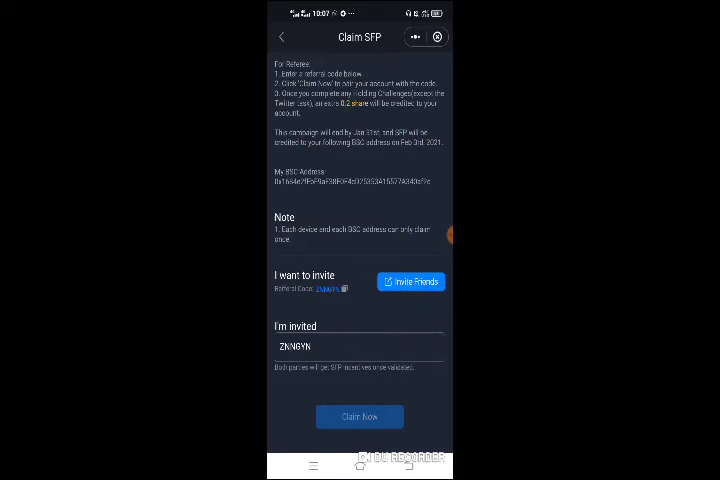 10:07
Claim SFP
For Referee:
1. Enter a referral code below.
2. Click 'Claim Now' to pair your account with the code.
3. Once you complete any Holding Challenges(except the
Twitter task), an extra 0.2 share will be credited to your
account.
This campaign will end by Jan 31st, and SFP will be
credited to your following BSC address on Feb 3rd, 2021.
My BSC Address:
Note
1. Each device and each BSC address can only claim
once.
I want to invite
Refferal Code: ZNNGYN
Invite Friends
I'm invited
ZNNGYN
Both parties will get SFP incentives once validated.
Claim Now
DU RECORDER